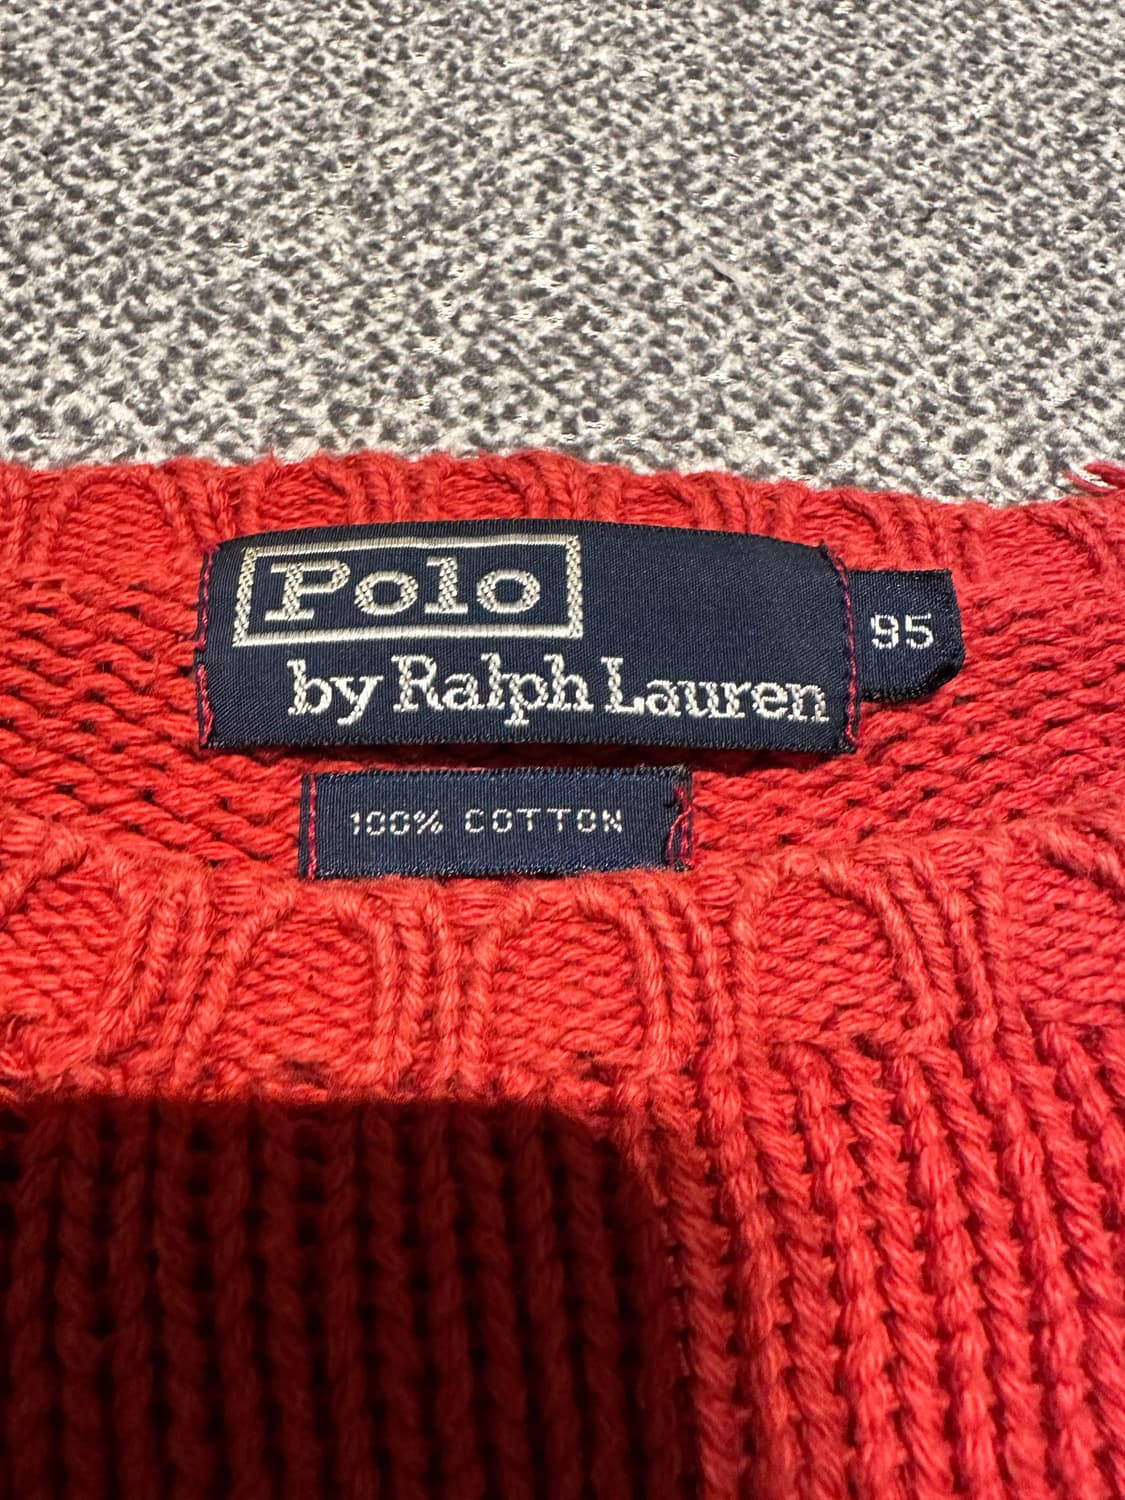 Polo
by Ralph Lauren
95
100% COTTON